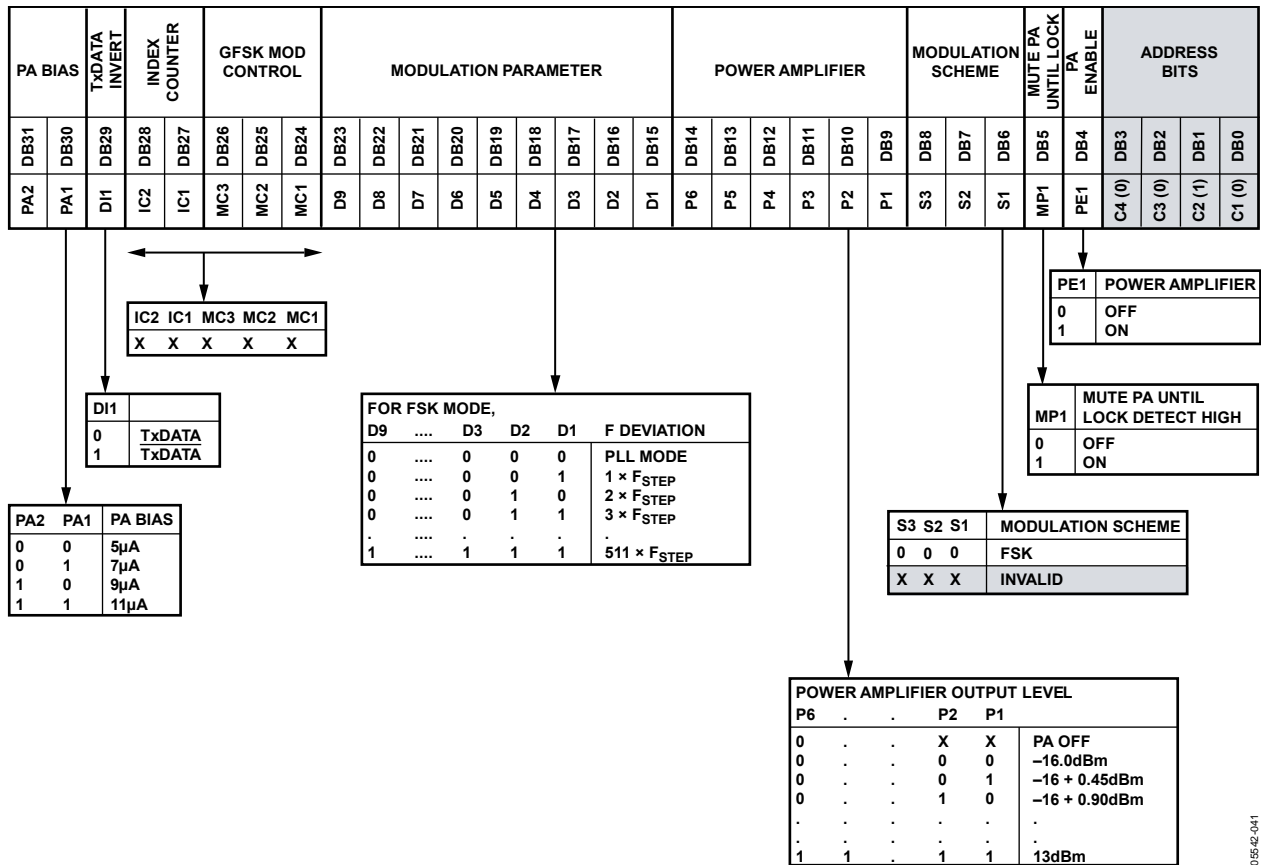 PA BIAS
TxDATA
INVERT
INDEX
COUNTER
GFSK MOD
CONTROL
MODULATION PARAMETER
POWER AMPLIFIER
MODULATION
SCHEME
MUTE PA
UNTIL LOCK
PA
ENABLE
ADDRESS
BITS
DB31 DB30 DB29 DB28 DB27 DB26 DB25 DB24 DB23 DB22 DB21 DB20 DB19 DB18 DB17 DB16 DB15 DB14 DB13 DB12 DB11 DB10 DB9 DB8 DB7 DB6 DB5 DB4 DB3 DB2 DB1 DB0
PA2 PA1 DI1 IC2 IC1 MC3 MC2 MC1 D9 D8 D7 D6 D5 D4 D3 D2 D1 P6 P5 P4 P3 P2 P1 S3 S2 S1 MP1 PE1 C4 (0) C3 (0) C2 (1) C1 (0)
PE1 POWER AMPLIFIER
0 OFF
1 ON
IC2 IC1 MC3 MC2 MC1
X X X X X
MUTE PA UNTIL
MP1 LOCK DETECT HIGH
0 OFF
1 ON
DI1
0 TxDATA
1 TxDATA
FOR FSK MODE,
D9 .... D3 D2 D1 F DEVIATION
0 .... 0 0 0 PLL MODE
0 .... 0 0 1 1 × FSTEP
0 .... 0 1 0 2 × FSTEP
0 .... 0 1 1 3 × FSTEP
. .... . . . .
1 .... 1 1 1 511 × FSTEP
PA2 PA1 PA BIAS
0 0 5µA
0 1 7µA
1 0 9µA
1 1 11µA
S3 S2 S1 MODULATION SCHEME
0 0 0 FSK
X X X INVALID
POWER AMPLIFIER OUTPUT LEVEL
P6 . . P2 P1
0 . . X X PA OFF
0 . . 0 0 –16.0dBm
0 . . 0 1 –16 + 0.45dBm
0 . . 1 0 –16 + 0.90dBm
. . . . . .
. . . . . .
1 1 . 1 1 13dBm
05542-041